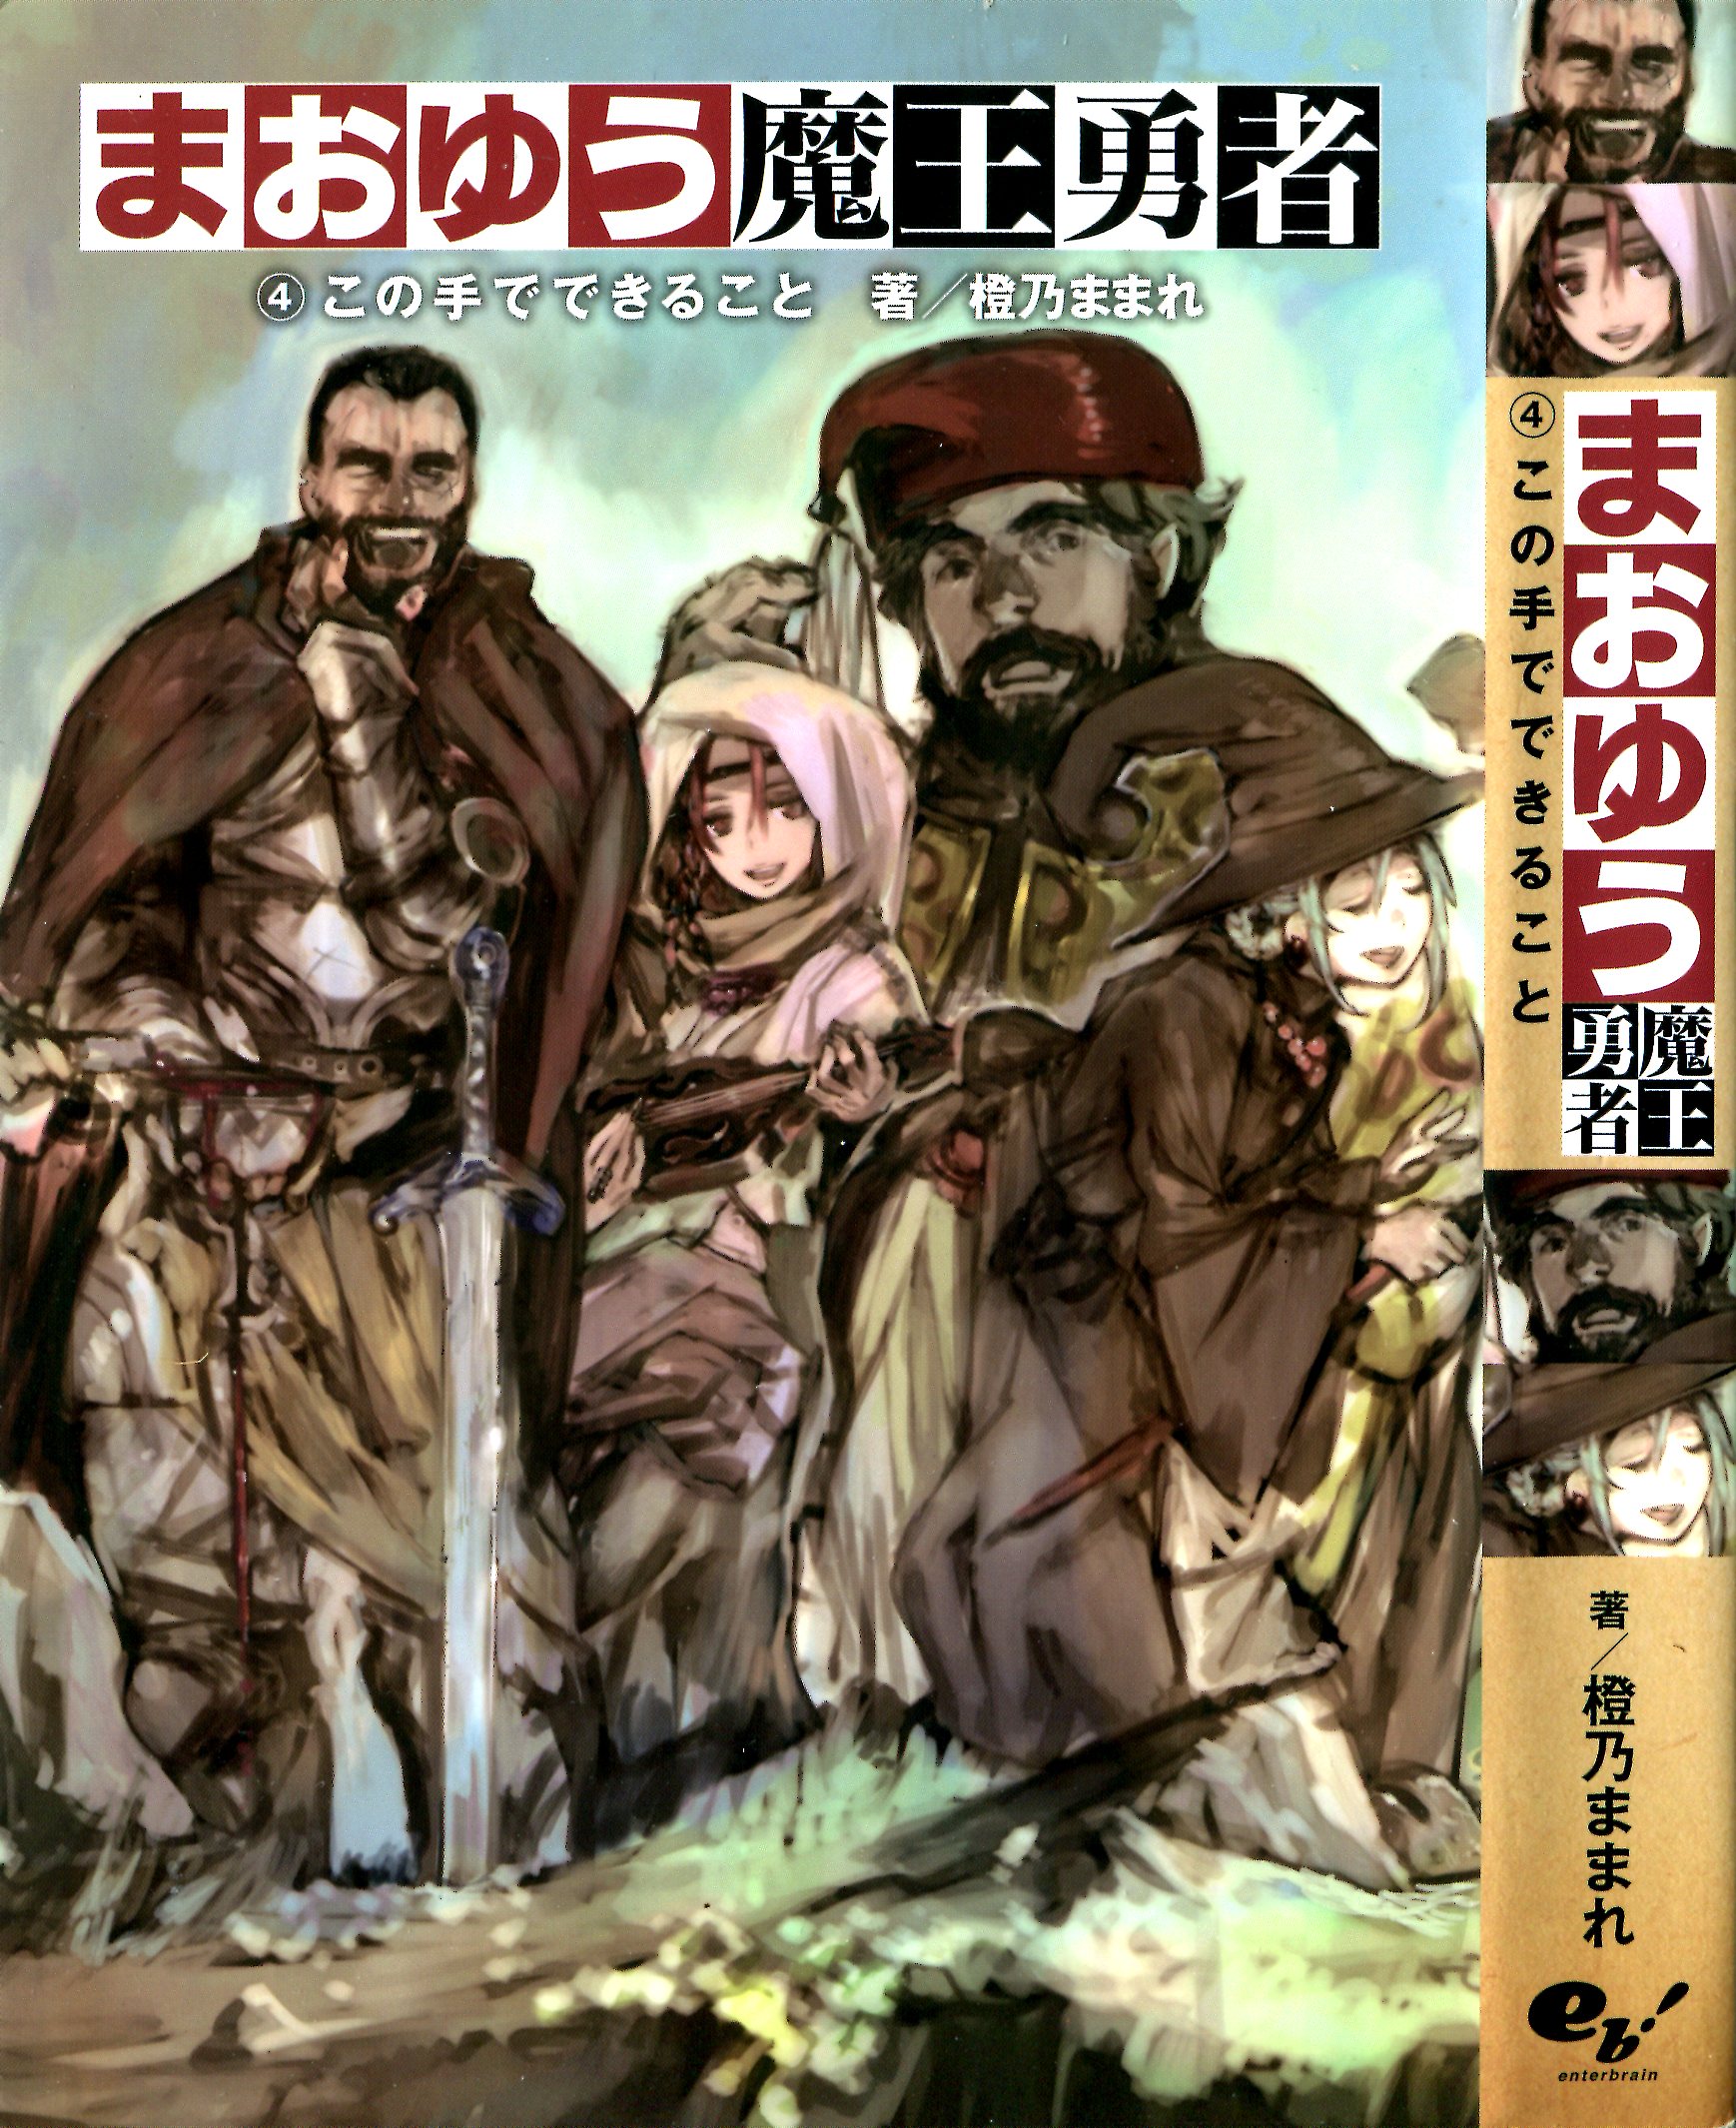 まおゆう魔王勇者
④この手でできること 著／橙乃ままれ
④この手でできること
まおゆう
魔王
勇者
著／橙乃ままれ
eb!
enterbrain